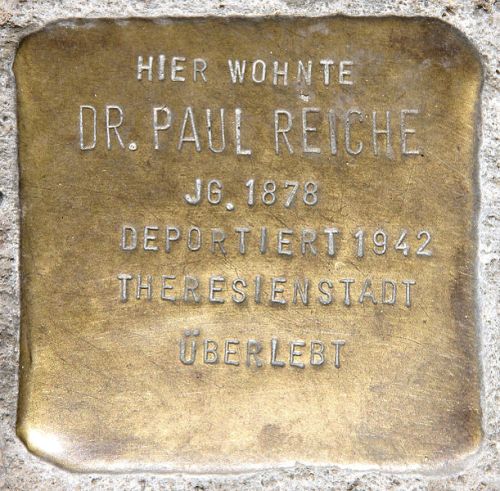 HIER WOHNTE
DR. PAUL REICHE
JG. 1878
DEPORTIERT 1942
THERESIENSTADT
ÜBERLEBT